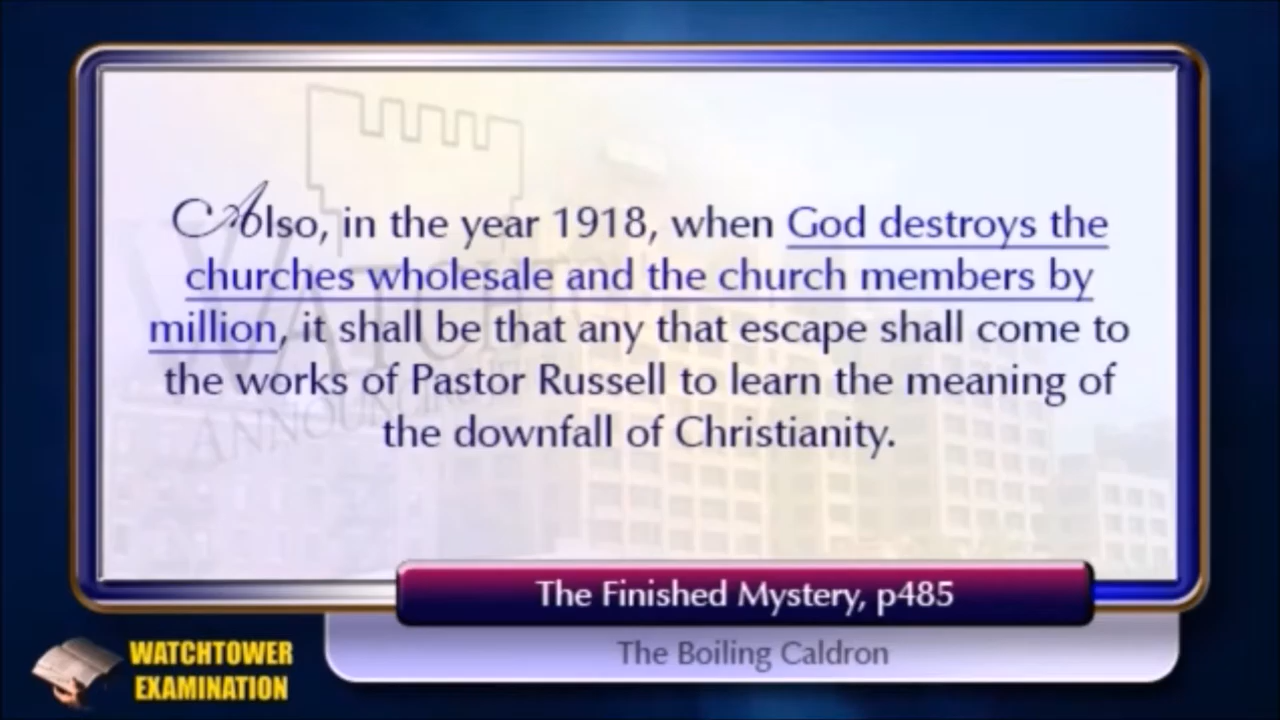 Also, in the year 1918, when God destroys the
churches wholesale and the church members by
million, it shall be that any that escape shall come to
the works of Pastor Russell to learn the meaning of
the downfall of Christianity.
The Finished Mystery, p485
The Boiling Caldron
WATCHTOWER
EXAMINATION